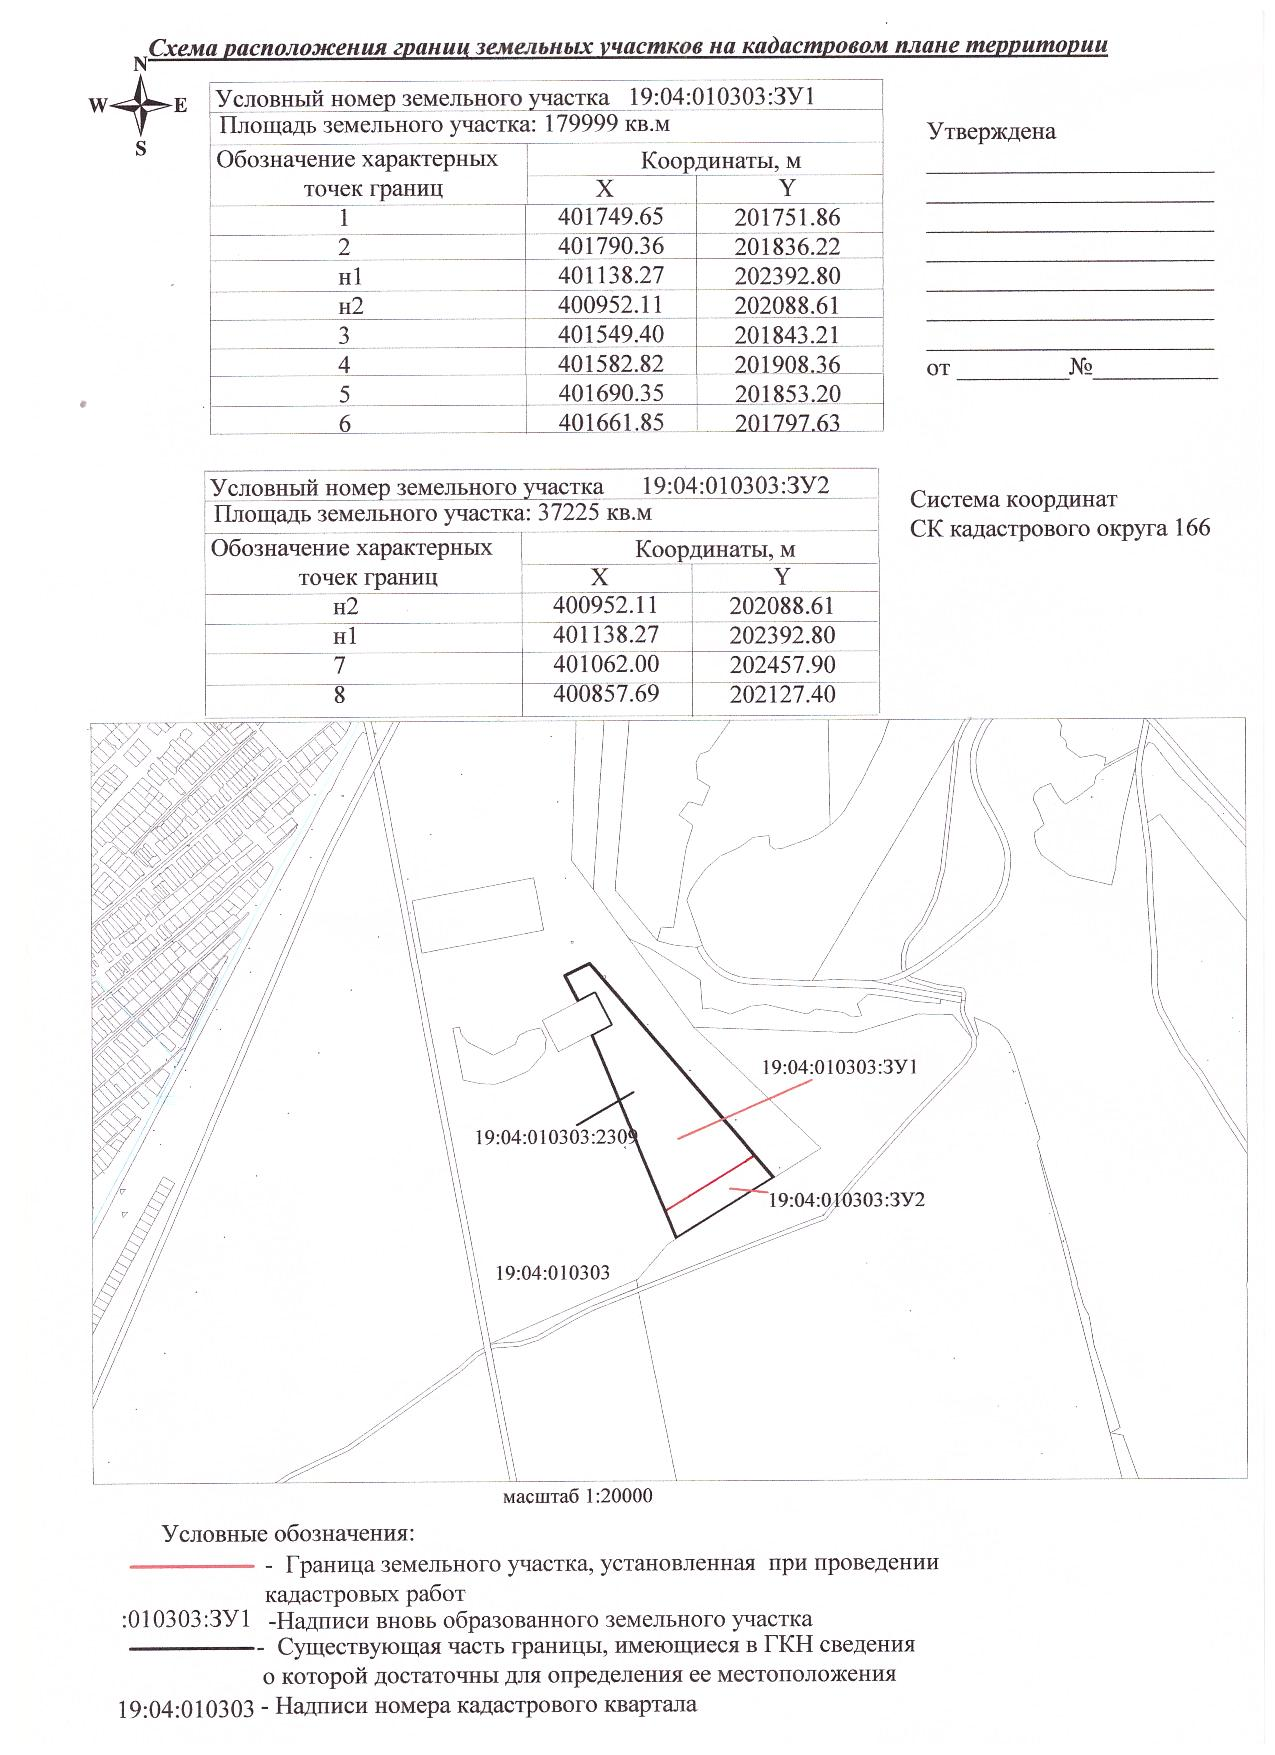 Схема расположения границ земельных участков на кадастровом плане территории
N
W E
S
Условный номер земельного участка 19:04:010303:ЗУ1
Площадь земельного участка: 179999 кв.м
Обозначение характерных точек границ
Координаты, м
X Y
1 401749.65 201751.86
2 401790.36 201836.22
н1 401138.27 202392.80
н2 400952.11 202088.61
3 401549.40 201843.21
4 401582.82 201908.36
5 401690.35 201853.20
6 401661.85 201797.63
Утверждена
от __________№___________
Условный номер земельного участка 19:04:010303:ЗУ2
Площадь земельного участка: 37225 кв.м
Обозначение характерных точек границ
Координаты, м
X Y
н2 400952.11 202088.61
н1 401138.27 202392.80
7 401062.00 202457.90
8 400857.69 202127.40
Система координат
СК кадастрового округа 166
19:04:010303:ЗУ1
19:04:010303:2309
19:04:010303:ЗУ2
19:04:010303
масштаб 1:20000
Условные обозначения:
- Граница земельного участка, установленная при проведении
кадастровых работ
:010303:ЗУ1 -Надписи вновь образованного земельного участка
- Существующая часть границы, имеющиеся в ГКН сведения
о которой достаточны для определения ее местоположения
19:04:010303 - Надписи номера кадастрового квартала